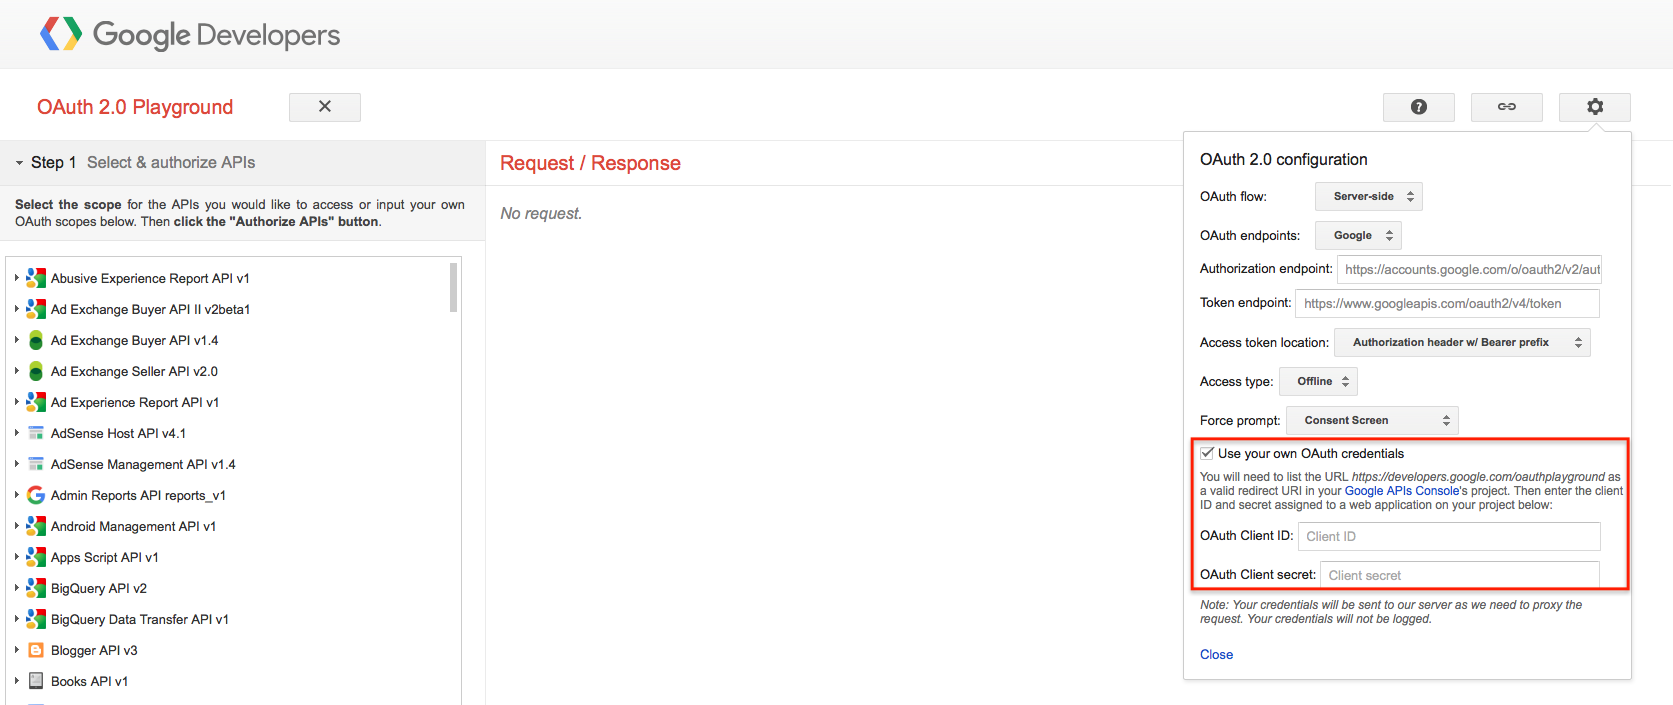 Google Developers
OAuth 2.0 Playground
Step 1 Select & authorize APIs
Select the scope for the APIs you would like to access or input your own
OAuth scopes below. Then click the "Authorize APIs" button.
Abusive Experience Report API v1
Ad Exchange Buyer API II v2beta1
Ad Exchange Buyer API v1.4
Ad Exchange Seller API v2.0
Ad Experience Report API v1
AdSense Host API v4.1
AdSense Management API v1.4
Admin Reports API reports_v1
Android Management API v1
Apps Script API v1
BigQuery API v2
BigQuery Data Transfer API v1
Blogger API v3
Books API v1
Request / Response
No request.
OAuth 2.0 configuration
OAuth flow: Server-side
OAuth endpoints: Google
Authorization endpoint: https://accounts.google.com/o/oauth2/v2/aut
Token endpoint: https://www.googleapis.com/oauth2/v4/token
Access token location: Authorization header w/ Bearer prefix
Access type: Offline
Force prompt: Consent Screen
Use your own OAuth credentials
You will need to list the URL https://developers.google.com/oauthplayground as
a valid redirect URI in your Google APIs Console's project. Then enter the client
ID and secret assigned to a web application on your project below:
OAuth Client ID: Client ID
OAuth Client secret: Client secret
Note: Your credentials will be sent to our server as we need to proxy the
request. Your credentials will not be logged.
Close